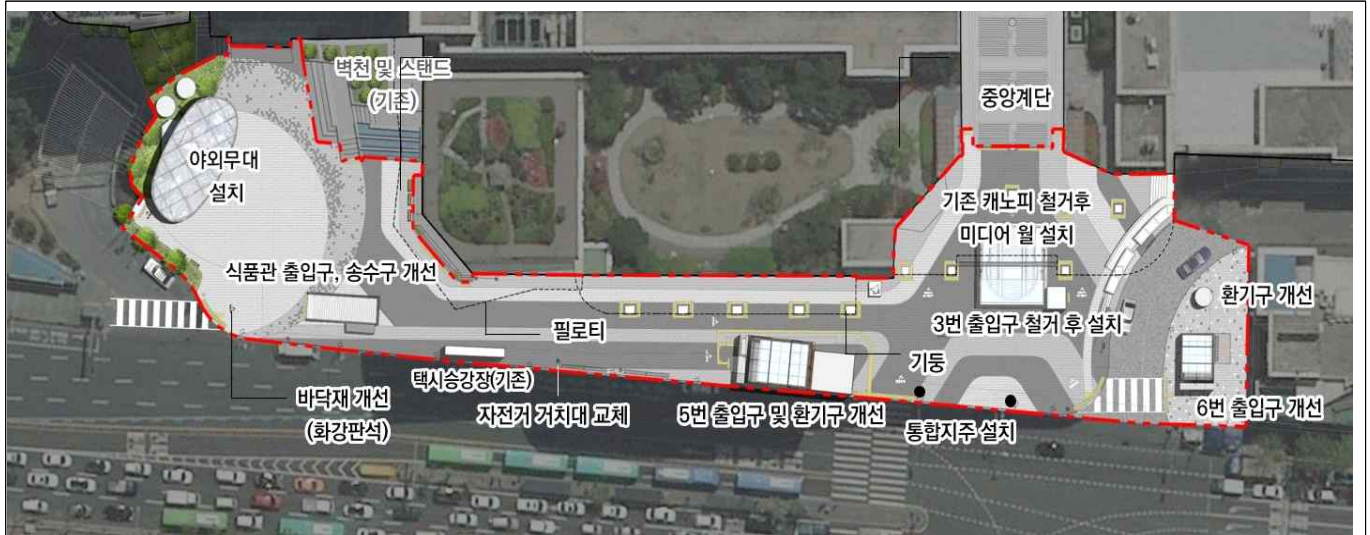 벽천 및 스탠드
(기존)
중앙계단
야외무대
설치
기존 캐노피 철거후
미디어 월 설치
식품관 출입구, 송수구 개선
환기구 개선
3번 출입구 철거 후 설치
필로티
기둥
택시승강장(기존)
바닥재 개선
(화강판석)
자전거 거치대 교체
5번 출입구 및 환기구 개선
통합지주 설치
6번 출입구 개선